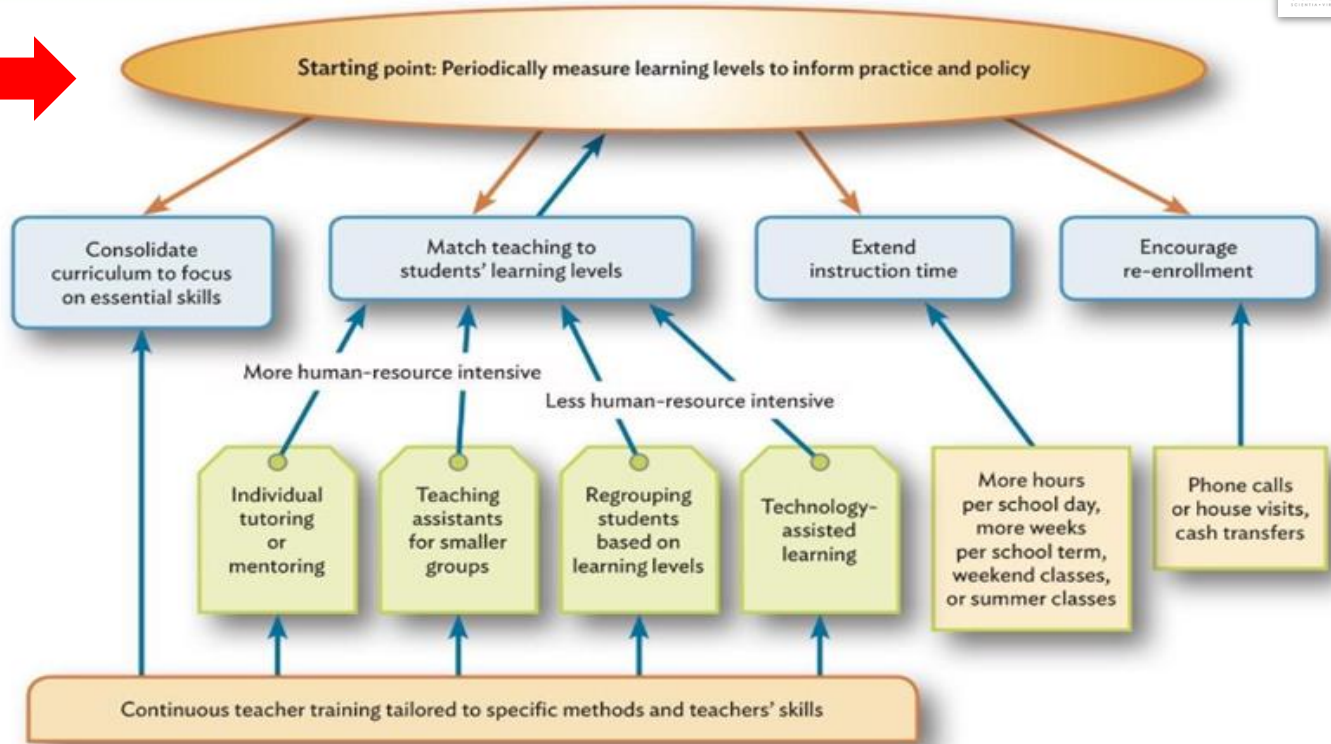 Starting point: Periodically measure learning levels to inform practice and policy
Consolidate
curriculum to focus
on essential skills
Match teaching to
students’ learning levels
Extend
instruction time
Encourage
re-enrollment
More human-resource intensive
Less human-resource intensive
Individual
tutoring
or
mentoring
Teaching
assistants
for smaller
groups
Regrouping
students
based on
learning levels
Technology-
assisted
learning
More hours
per school day,
more weeks
per school term,
weekend classes,
or summer classes
Phone calls
or house visits,
cash transfers
Continuous teacher training tailored to specific methods and teachers’ skills